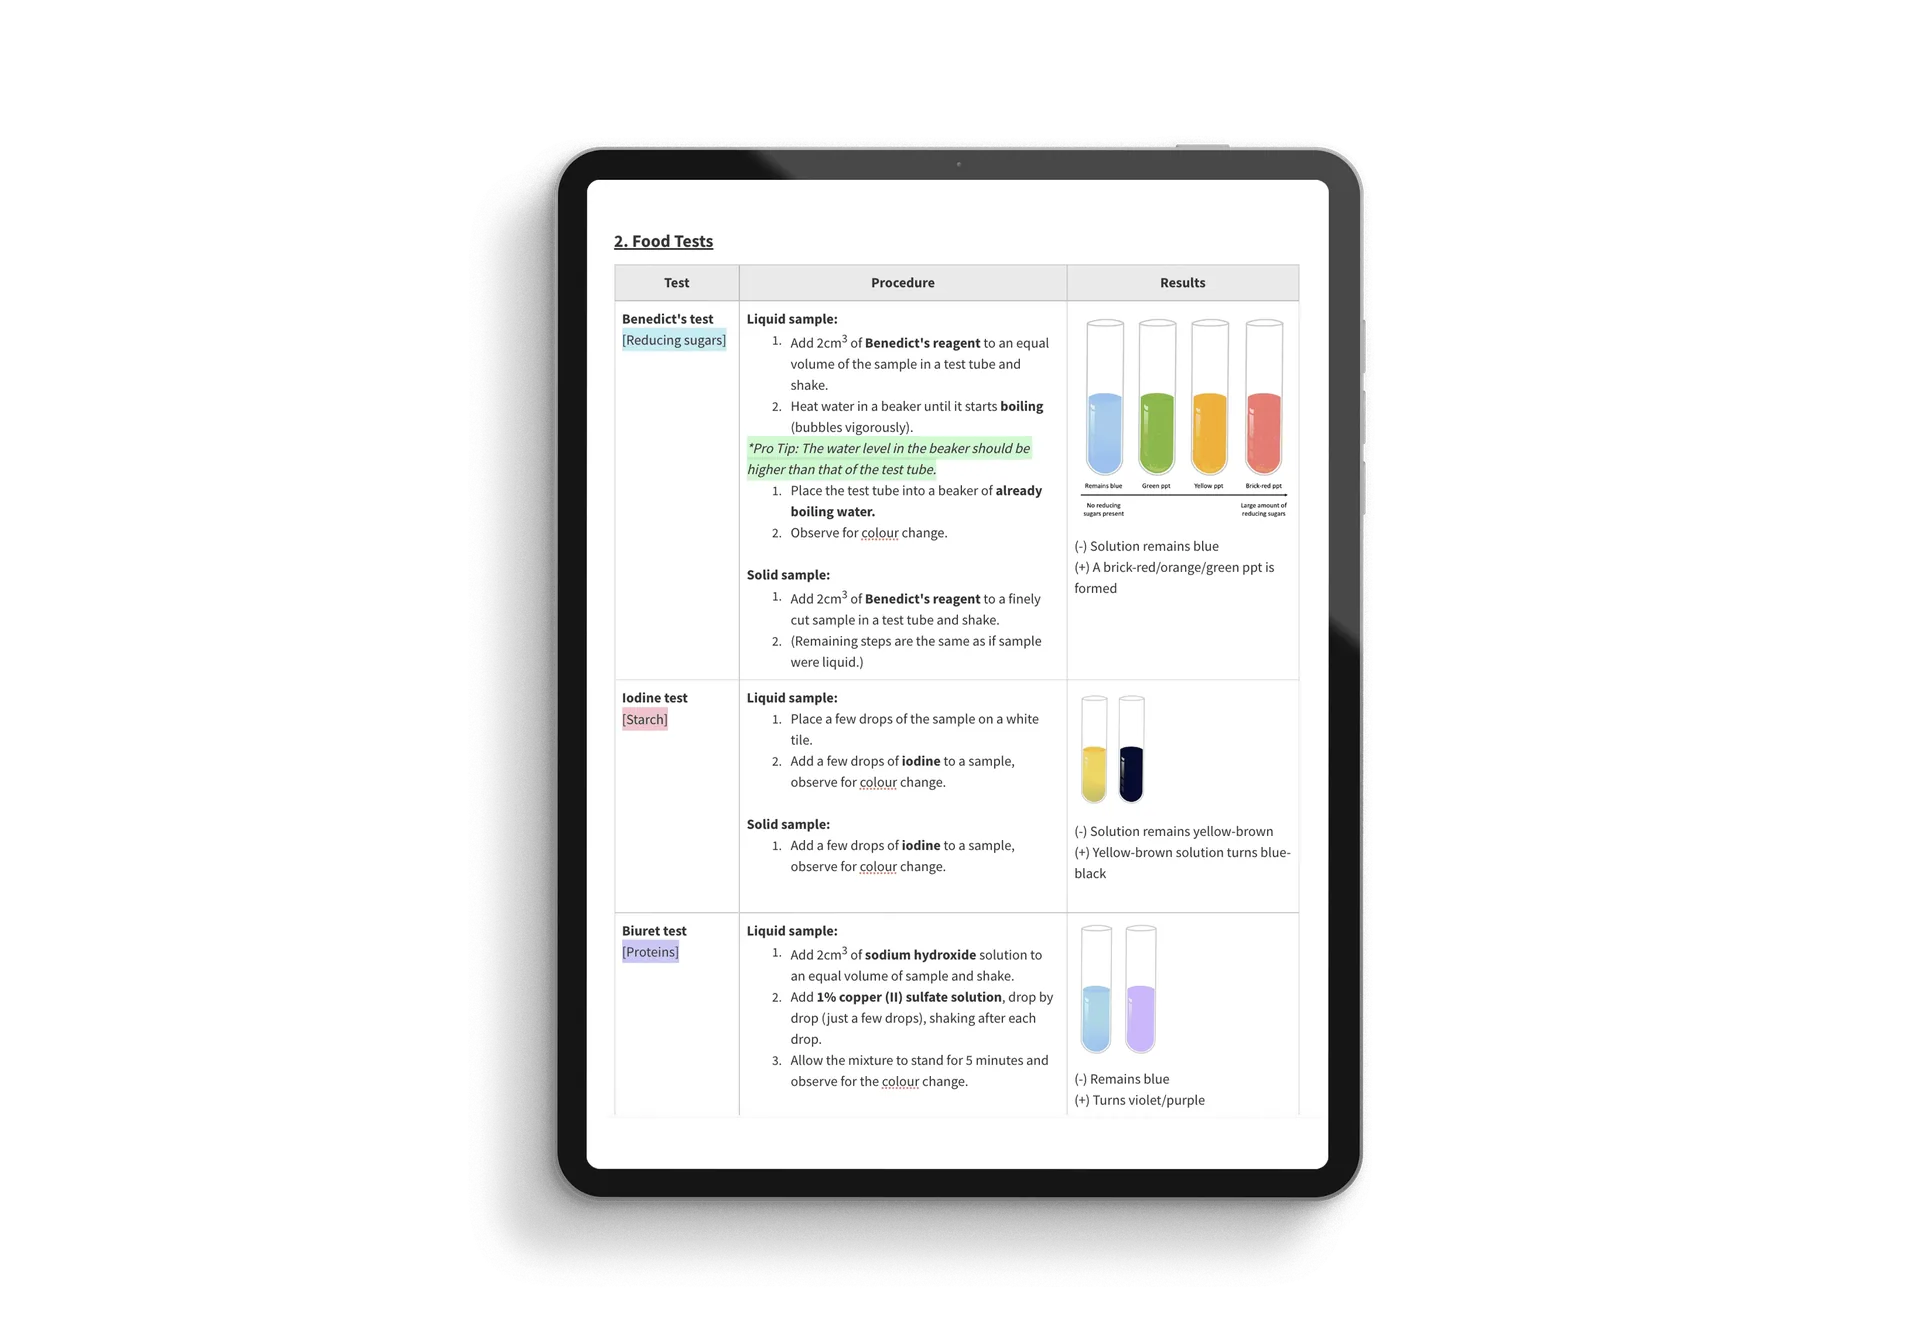 2. Food Tests
Test
Procedure
Results
Benedict's test
[Reducing sugars]
Liquid sample:
1. Add 2cm³ of Benedict's reagent to an equal
volume of the sample in a test tube and
shake.
2. Heat water in a beaker until it starts boiling
(bubbles vigorously).
*Pro Tip: The water level in the beaker should be
higher than that of the test tube.
1. Place the test tube into a beaker of already
boiling water.
2. Observe for colour change.
Solid sample:
1. Add 2cm³ of Benedict's reagent to a finely
cut sample in a test tube and shake.
2. (Remaining steps are the same as if sample
were liquid.)
Remains blue
Green ppt
Yellow ppt
Brick-red ppt
No reducing
sugars present
Large amount of
reducing sugars
(-) Solution remains blue
(+) A brick-red/orange/green ppt is
formed
Iodine test
[Starch]
Liquid sample:
1. Place a few drops of the sample on a white
tile.
2. Add a few drops of iodine to a sample,
observe for colour change.
Solid sample:
1. Add a few drops of iodine to a sample,
observe for colour change.
(-) Solution remains yellow-brown
(+) Yellow-brown solution turns blue-
black
Biuret test
[Proteins]
Liquid sample:
1. Add 2cm³ of sodium hydroxide solution to
an equal volume of sample and shake.
2. Add 1% copper (II) sulfate solution, drop by
drop (just a few drops), shaking after each
drop.
3. Allow the mixture to stand for 5 minutes and
observe for the colour change.
(-) Remains blue
(+) Turns violet/purple